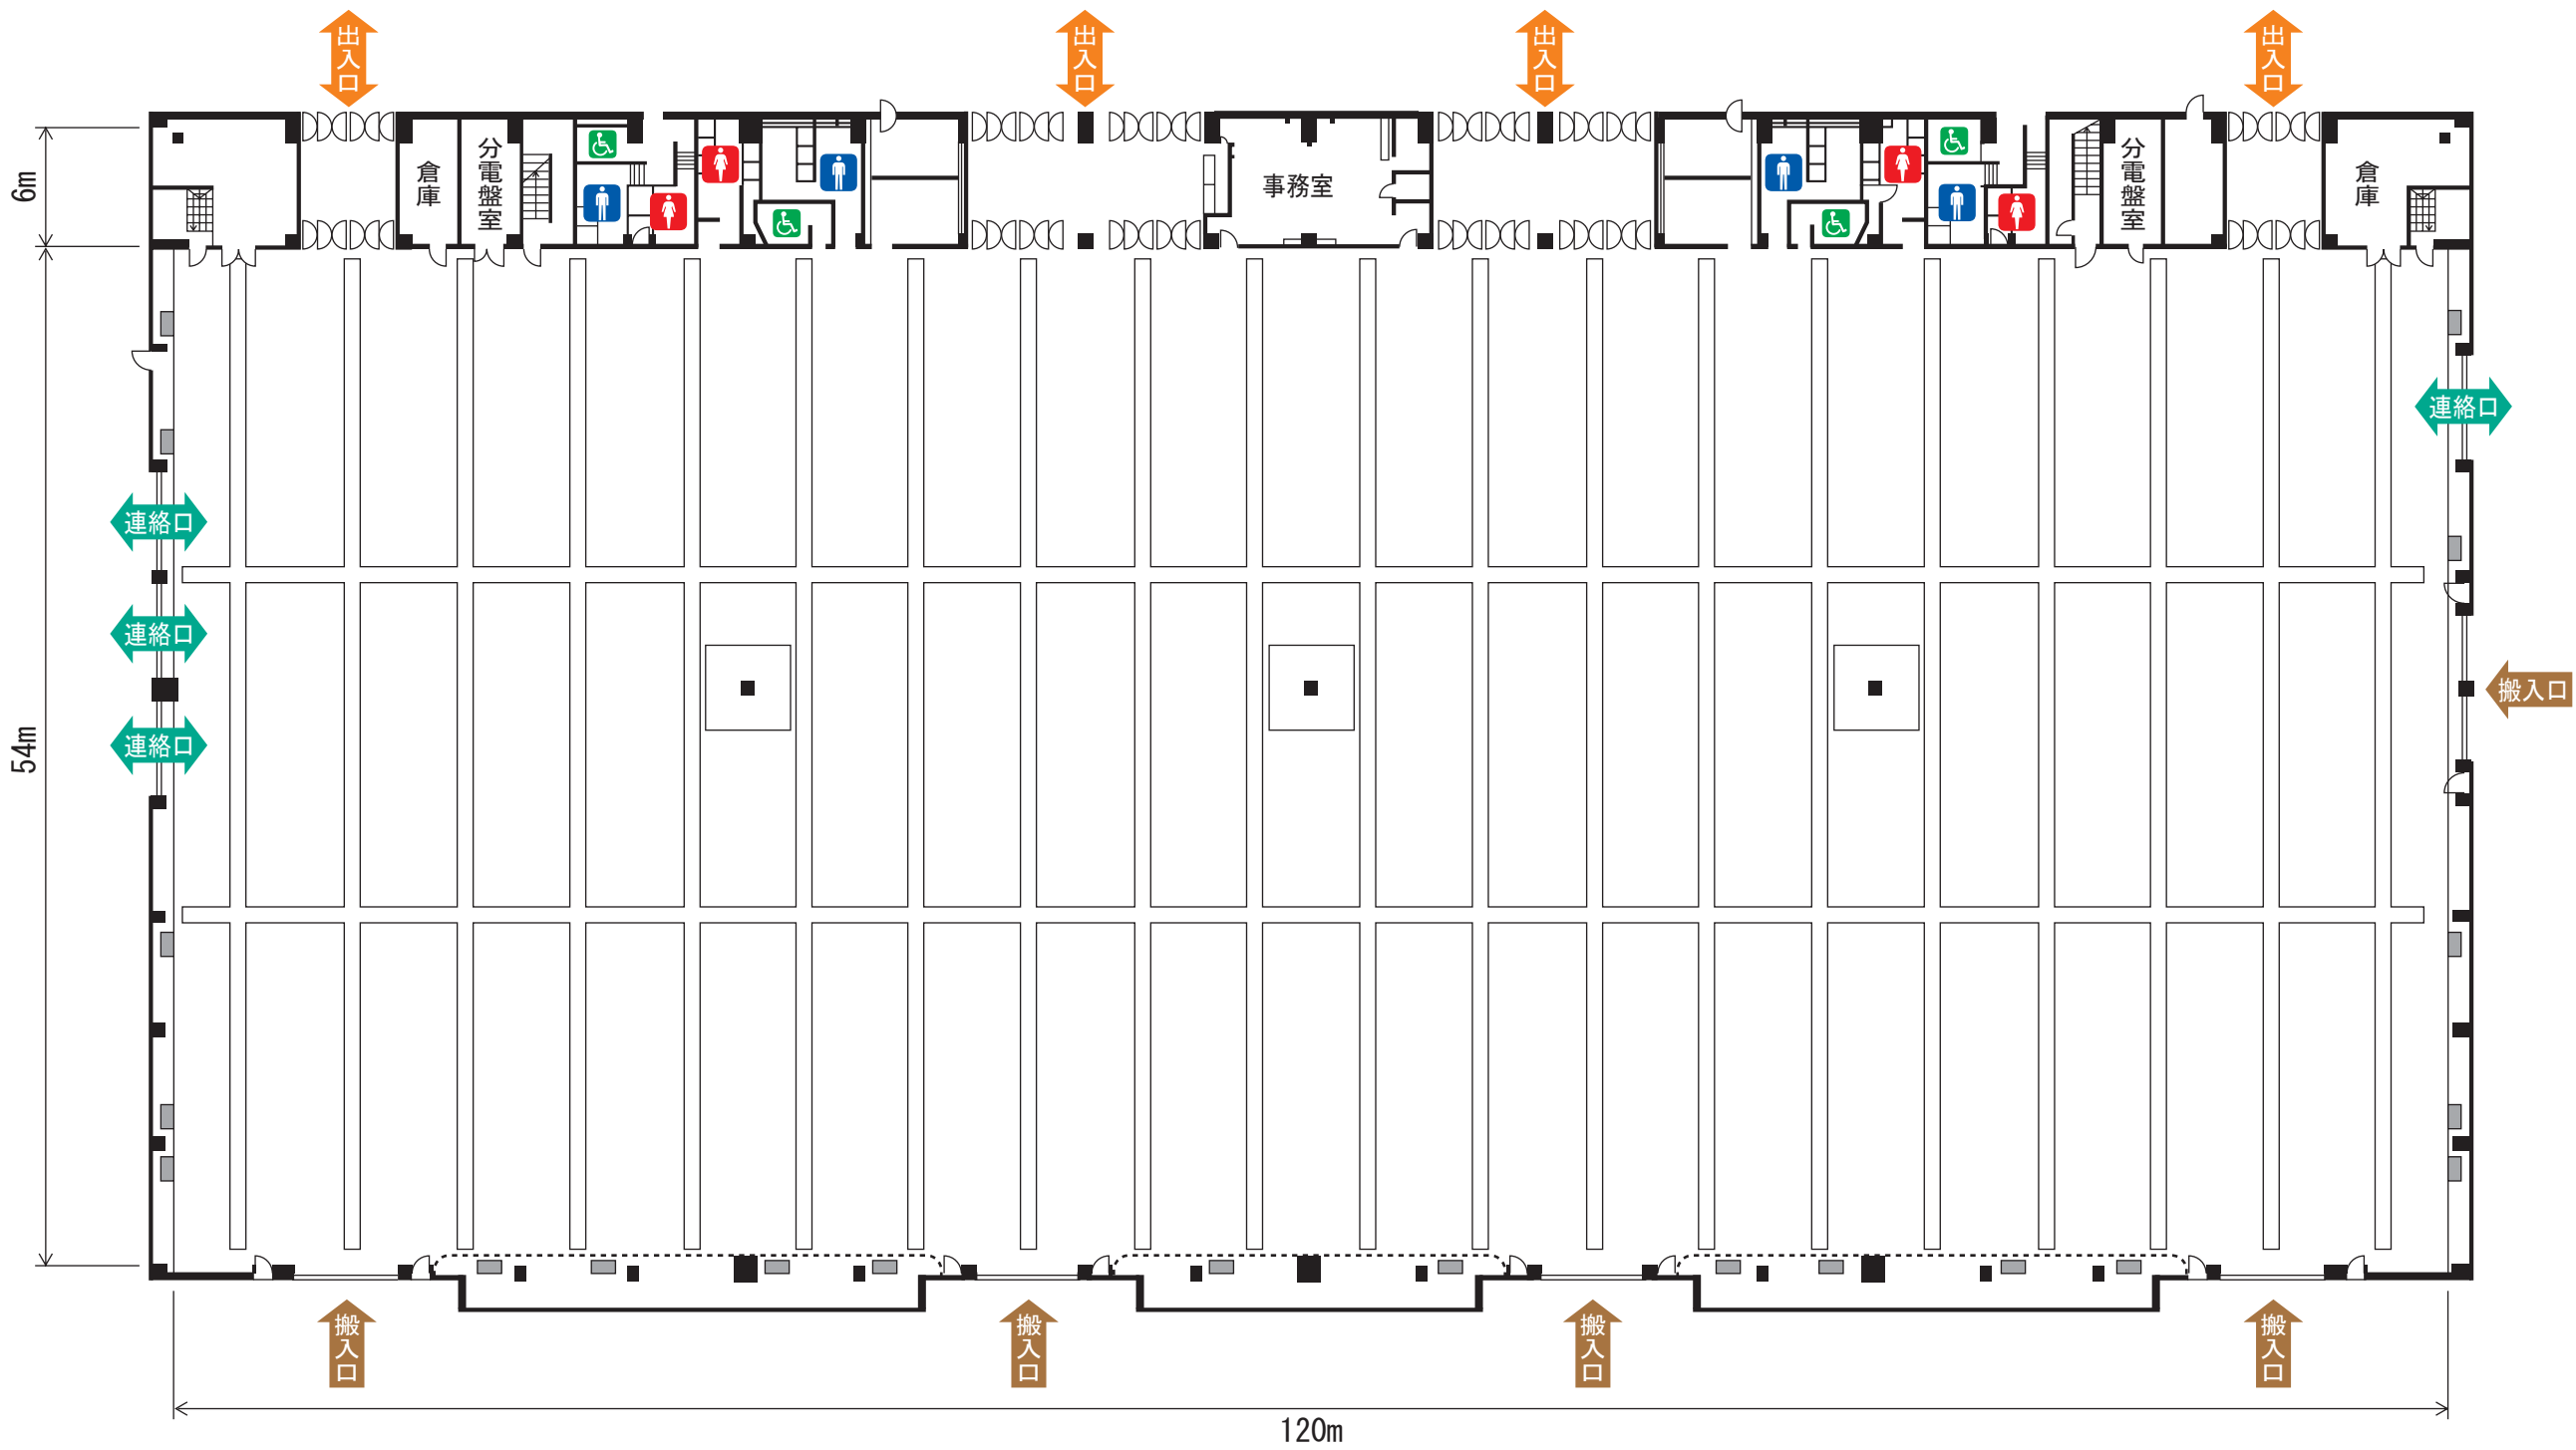 出入口
出入口
出入口
出入口
6m
倉庫
分電盤室
事務室
分電盤室
倉庫
連絡口
連絡口
連絡口
搬入口
54m
連絡口
搬入口
搬入口
搬入口
搬入口
120m